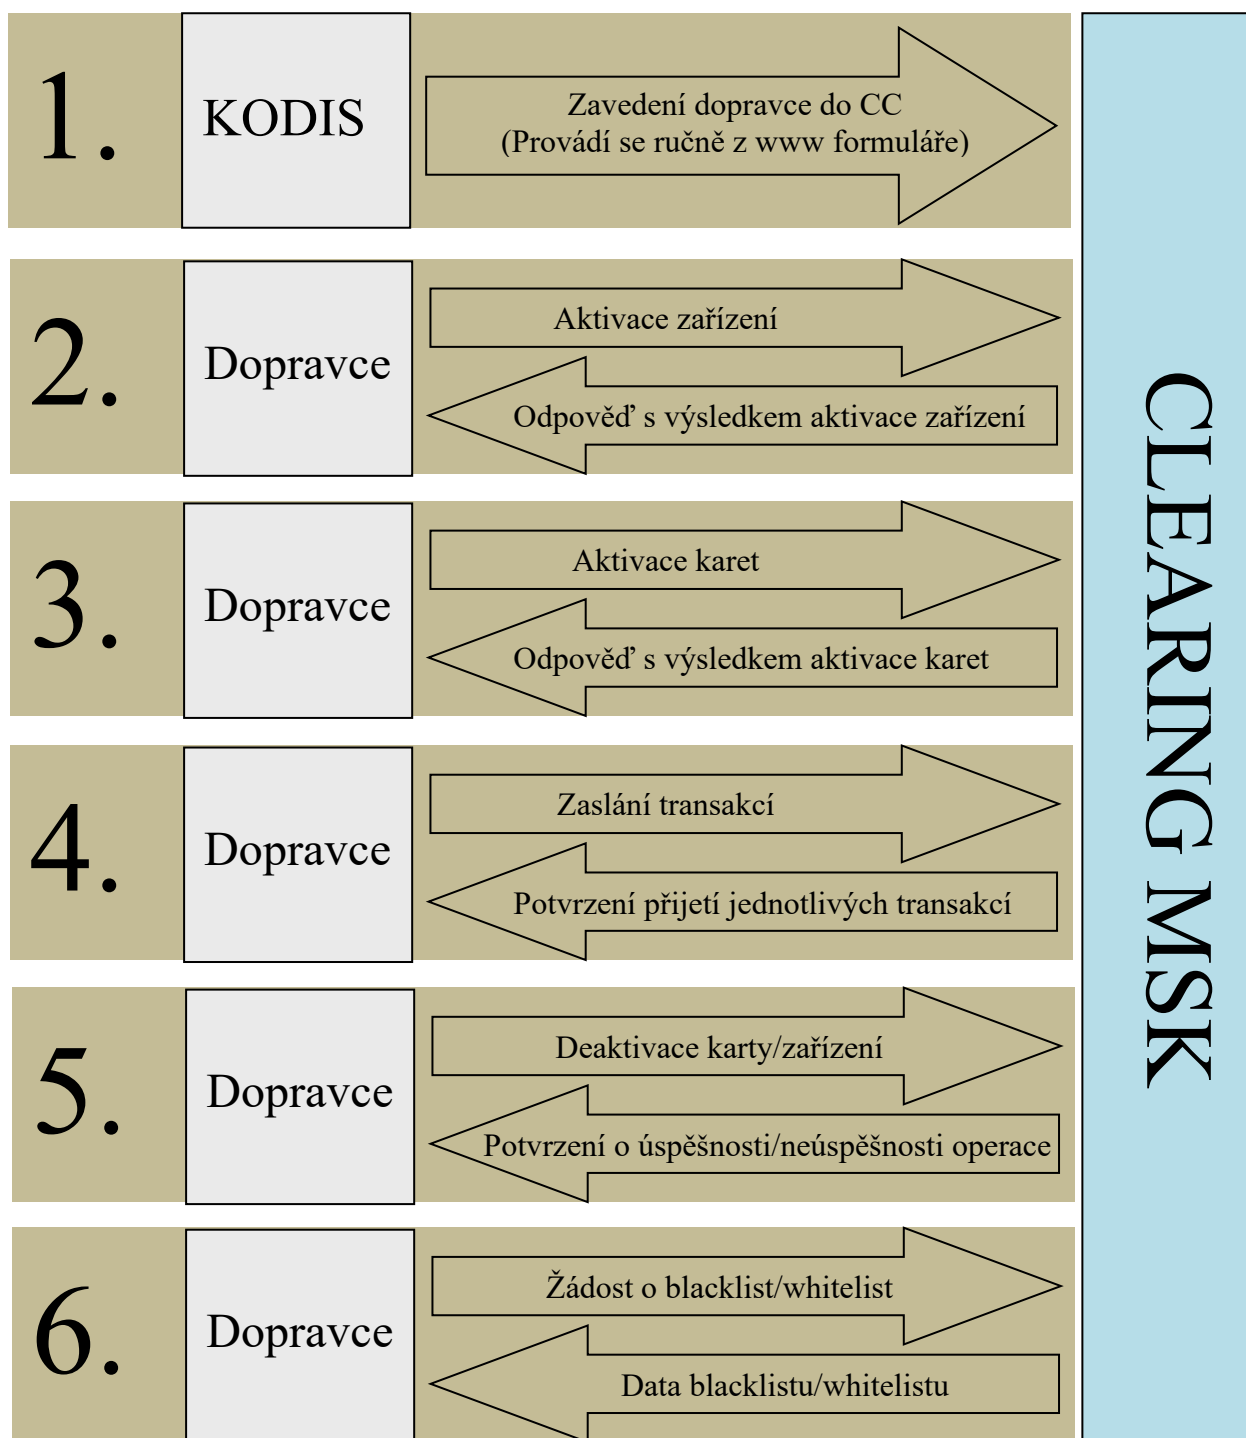 1.
KODIS
Zavedení dopravce do CC
(Provádí se ručně z www formuláře)
2.
Dopravce
Aktivace zařízení
Odpověď s výsledkem aktivace zařízení
3.
Dopravce
Aktivace karet
Odpověď s výsledkem aktivace karet
4.
Dopravce
Zaslání transakcí
Potvrzení přijetí jednotlivých transakcí
5.
Dopravce
Deaktivace karty/zařízení
Potvrzení o úspěšnosti/neúspěšnosti operace
6.
Dopravce
Žádost o blacklist/whitelist
Data blacklistu/whitelistu
CLEARING MSK